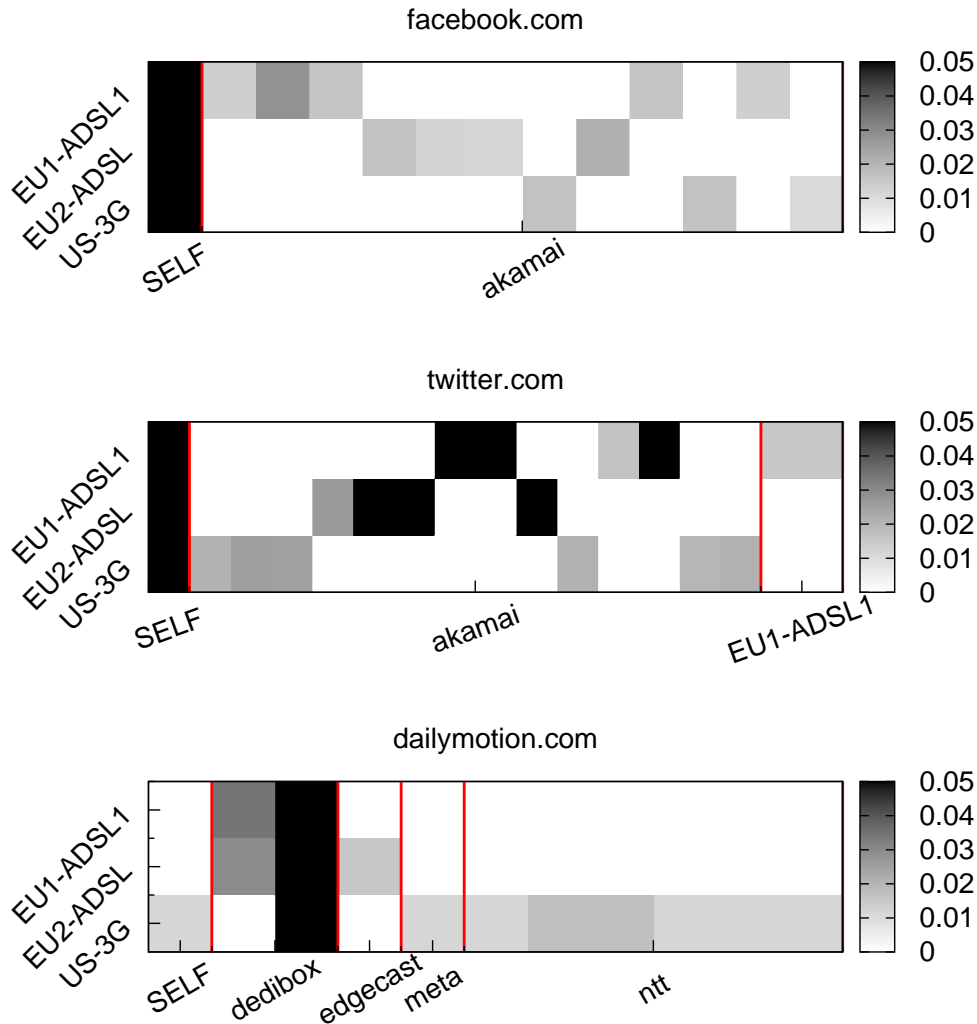 facebook.com
EU1-ADSL1
EU2-ADSL
US-3G
SELF
akamai
0.05
0.04
0.03
0.02
0.01
0
twitter.com
EU1-ADSL1
EU2-ADSL
US-3G
SELF
akamai
EU1-ADSL1
0.05
0.04
0.03
0.02
0.01
0
dailymotion.com
EU1-ADSL1
EU2-ADSL
US-3G
SELF
dedibox
edgecast
meta
ntt
0.05
0.04
0.03
0.02
0.01
0